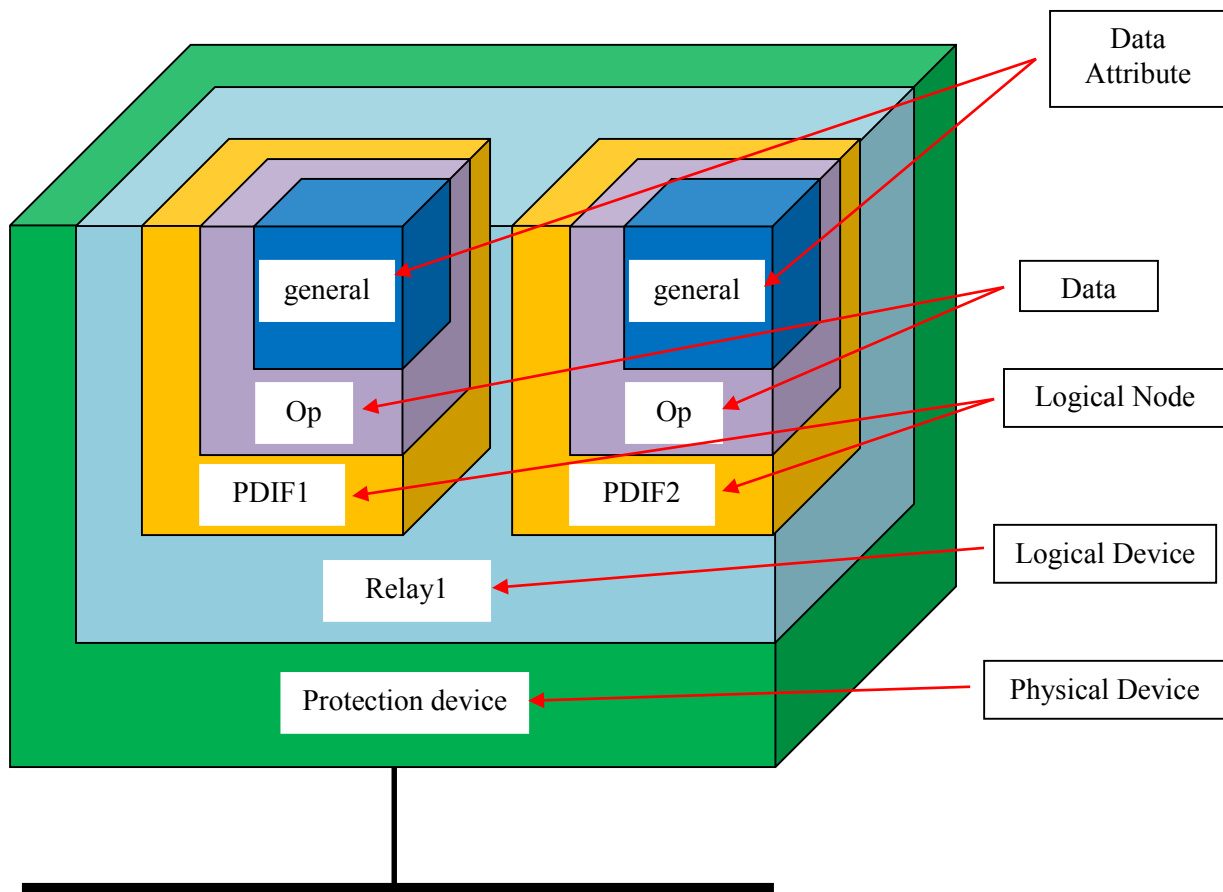 Data
Attribute
general
general
Data
Op
Op
Logical Node
PDIF1
PDIF2
Logical Device
Relay1
Physical Device
Protection device